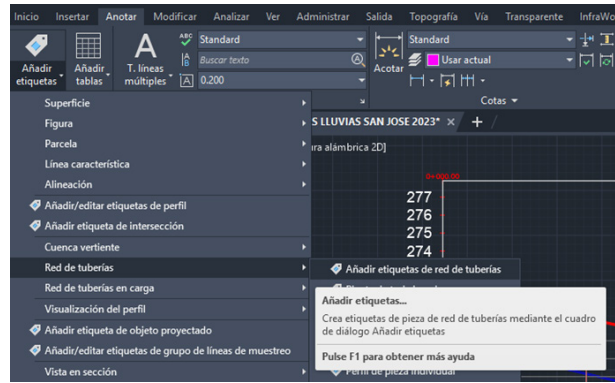 Inicio Insertar Anotar Modificar Analizar Ver Administrar Salida Topografía Vía Transparente InfraWo
Añadir etiquetas
Añadir tablas
T. líneas múltiples
ABC Standard
Buscar texto
0.200
Acotar
Standard
Usar actual
Cotas
Superficie
Figura
Parcela
Línea característica
Alineación
Añadir/editar etiquetas de perfil
Añadir etiqueta de intersección
Cuenca vertiente
Red de tuberías
Red de tuberías en carga
Visualización del perfil
Añadir etiqueta de objeto proyectado
Añadir/editar etiquetas de grupo de líneas de muestreo
Vista en sección
S LLUVIAS SAN JOSE 2023*
ra alámbrica 2D]
0+000.00
277
276
275
274
Añadir etiquetas de red de tuberías
Añadir etiquetas...
Crea etiquetas de pieza de red de tuberías mediante el cuadro
de diálogo Añadir etiquetas
Pulse F1 para obtener más ayuda
Perfil de pieza individual